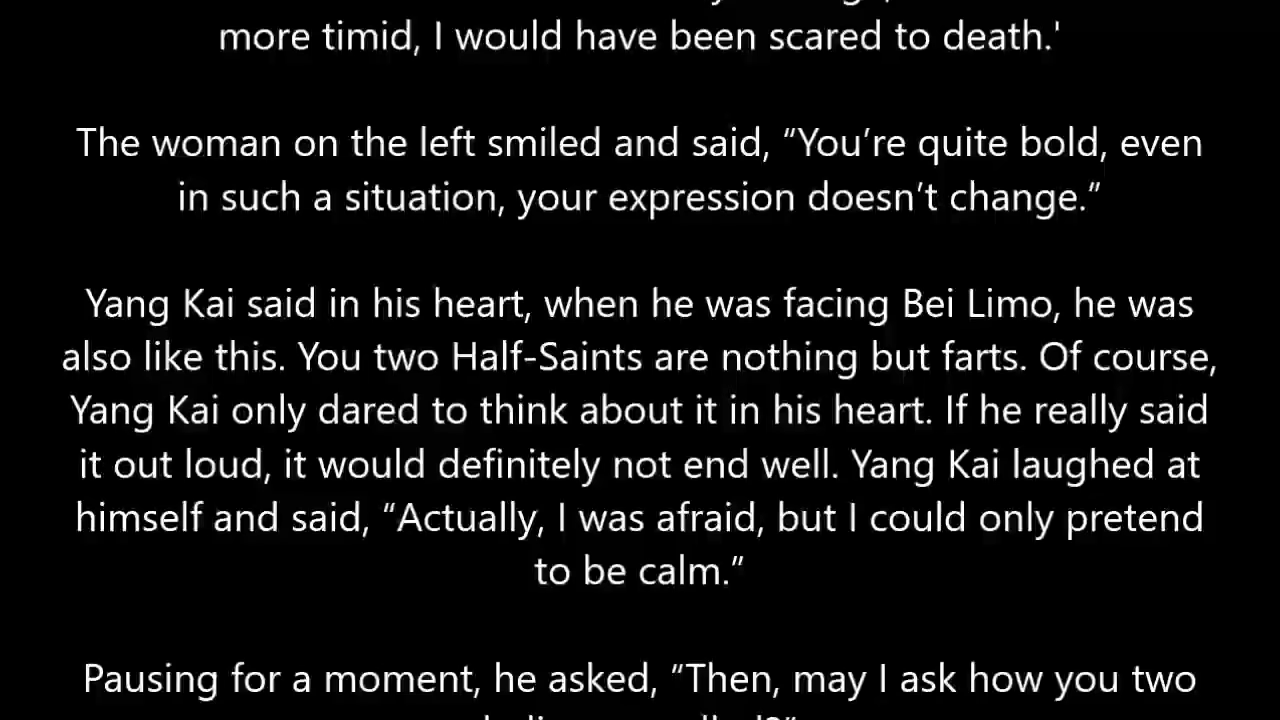 more timid, I would have been scared to death.'
The woman on the left smiled and said, “You’re quite bold, even
in such a situation, your expression doesn’t change.”
Yang Kai said in his heart, when he was facing Bei Limo, he was
also like this. You two Half-Saints are nothing but farts. Of course,
Yang Kai only dared to think about it in his heart. If he really said
it out loud, it would definitely not end well. Yang Kai laughed at
himself and said, “Actually, I was afraid, but I could only pretend
to be calm.”
Pausing for a moment, he asked, “Then, may I ask how you two